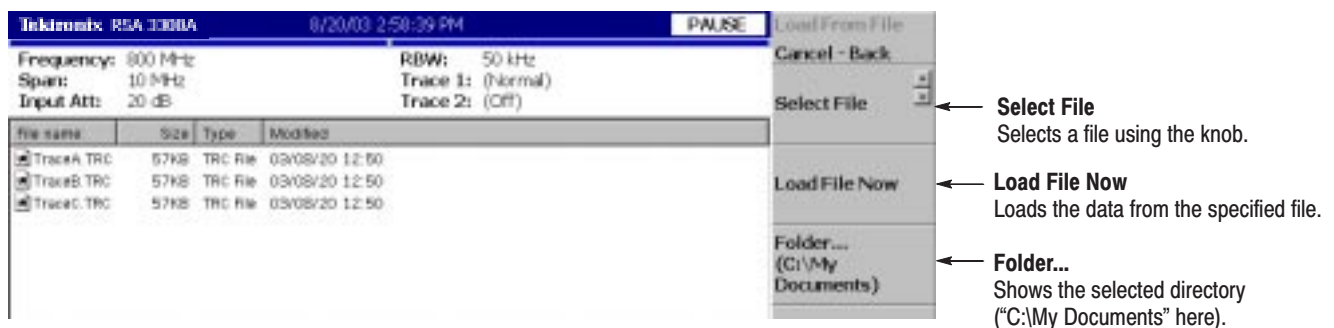 Tektronix RSA 3300A 8/20/03 2:58:39 PM PAUSE
Frequency: 800 MHz RBW: 50 kHz
Span: 10 MHz Trace 1: (Normal)
Input Att: 20 dB Trace 2: (Off)
File name Size Type Modified
TraceA.TRC 57KB TRC File 03/08/20 12:50
TraceB.TRC 57KB TRC File 03/08/20 12:50
TraceC.TRC 57KB TRC File 03/08/20 12:50
Load From File
Cancel - Back
Select File
Load File Now
Folder...
(C:\My
Documents)
Select File
Selects a file using the knob.
Load File Now
Loads the data from the specified file.
Folder...
Shows the selected directory
(“C:\My Documents” here).